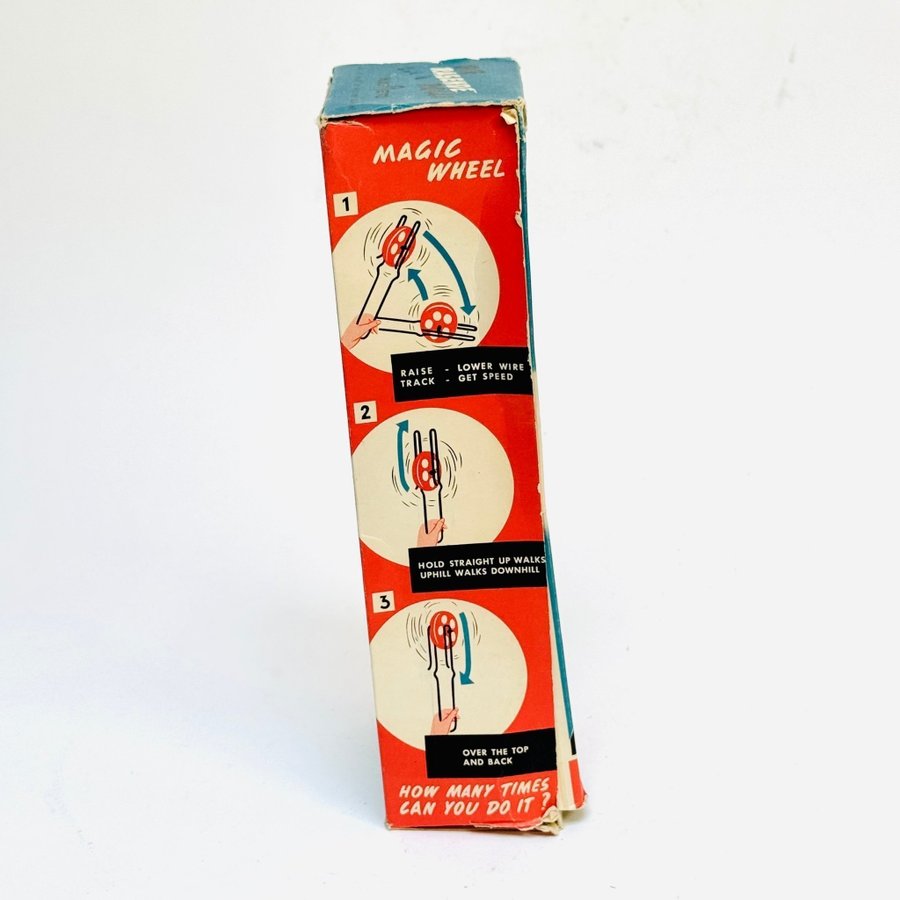 MAGIC
WHEEL
1
RAISE - LOWER WIRE
TRACK - GET SPEED
2
HOLD STRAIGHT UP WALKS
UPHILL WALKS DOWNHILL
3
OVER THE TOP
AND BACK
HOW MANY TIMES
CAN YOU DO IT?